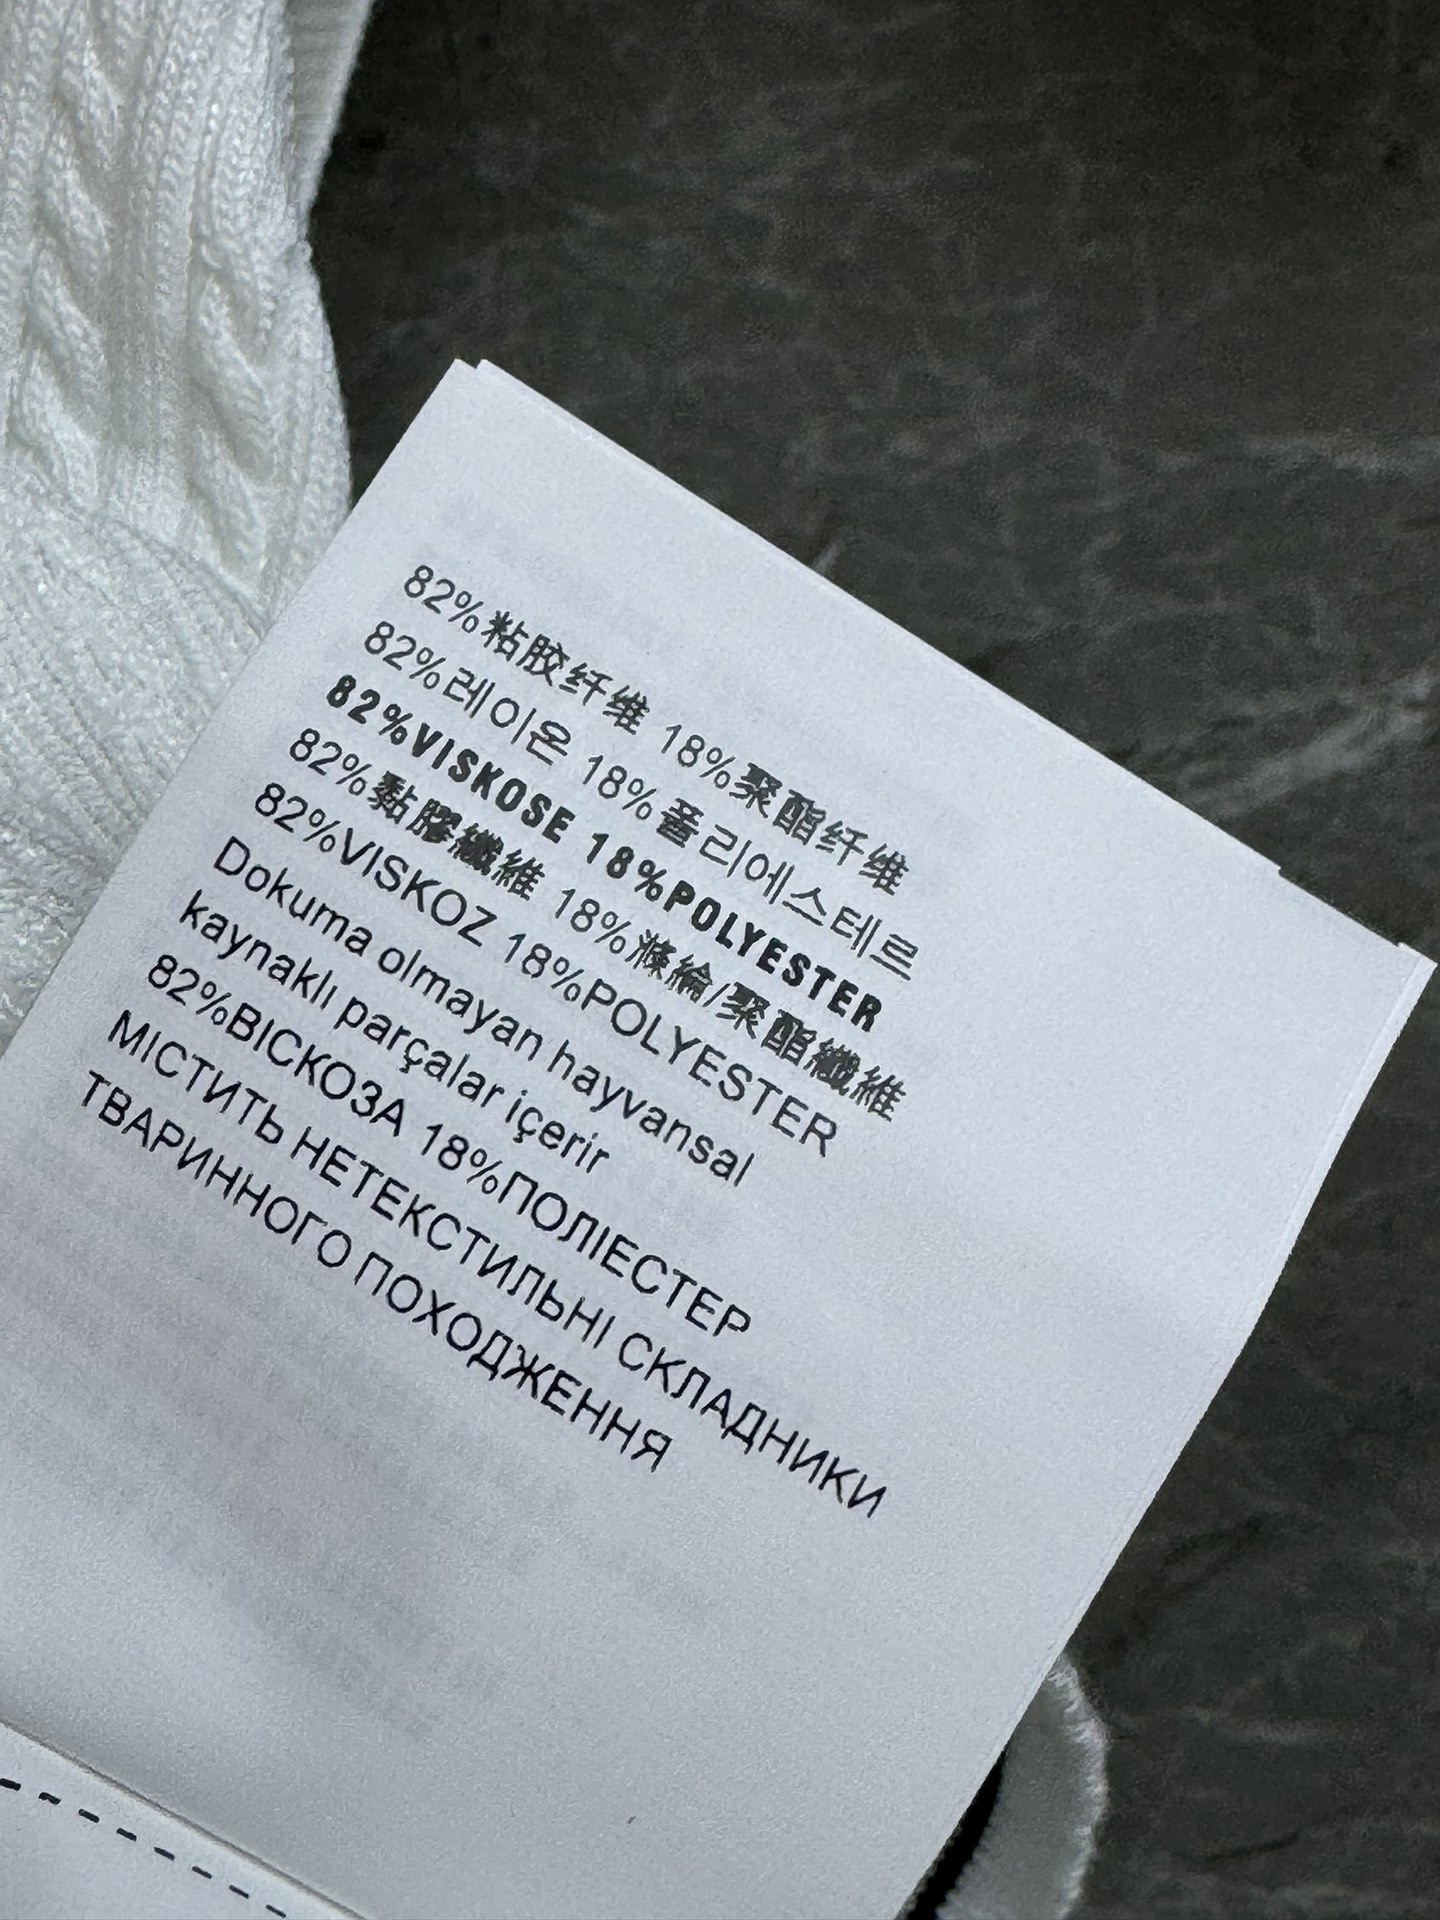 82%粘胶纤维 18%聚酯纤维
82%레이온 18%폴리에스테르
82%VISKOSE 18%POLYESTER
82%黏膠纖維 18%滌綸/聚酯纖維
82%VISKOZ 18%POLYESTER
Dokuma olmayan hayvansal
kaynaklı parçalar içerir
82%ВІСКОЗА 18%ПОЛІЕСТЕР
МІСТИТЬ НЕТЕКСТИЛЬНІ СКЛАДНИКИ
ТВАРИННОГО ПОХОДЖЕННЯ